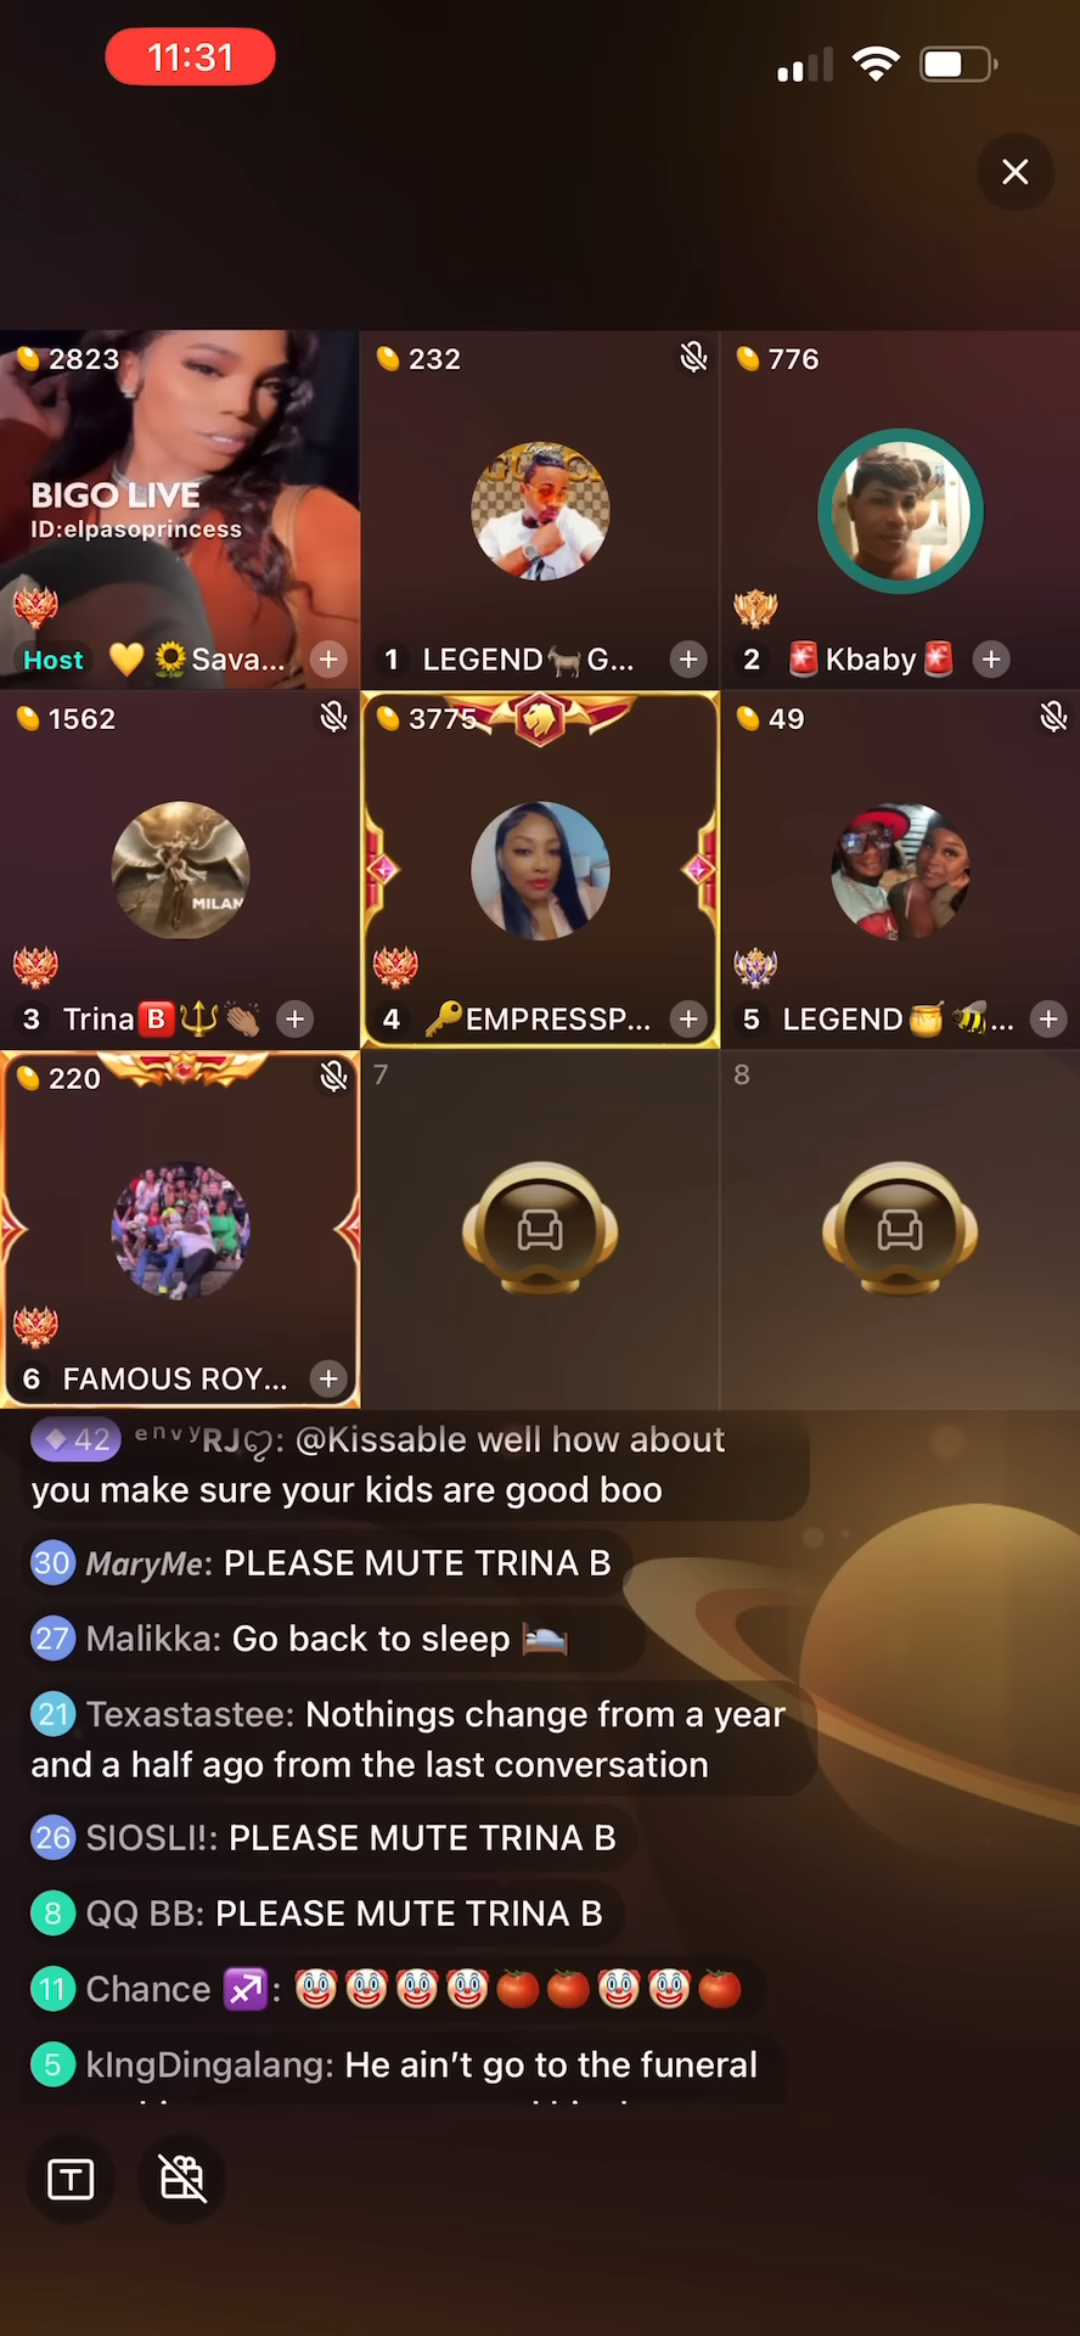 11:31
2823
232
776
BIGO LIVE
ID:elpasoprincess
Host 💛🌻Sava...
1 LEGEND🐐G...
2 🚨Kbaby🚨
1562
3775
49
MILAN
3 Trina🅱️🔱👏🏽
4 🔑EMPRESSP...
5 LEGEND🍯🐝...
220
7
8
6 FAMOUS ROY...
42 ᵉⁿᵛʸRJღ: @Kissable well how about
you make sure your kids are good boo
30 MaryMe: PLEASE MUTE TRINA B
27 Malikka: Go back to sleep 🛌
21 Texastastee: Nothings change from a year
and a half ago from the last conversation
26 SIOSLI!: PLEASE MUTE TRINA B
8 QQ BB: PLEASE MUTE TRINA B
11 Chance ♐: 🤡🤡🤡🤡🍅🍅🤡🤡🍅
5 kIngDingalang: He ain't go to the funeral
T